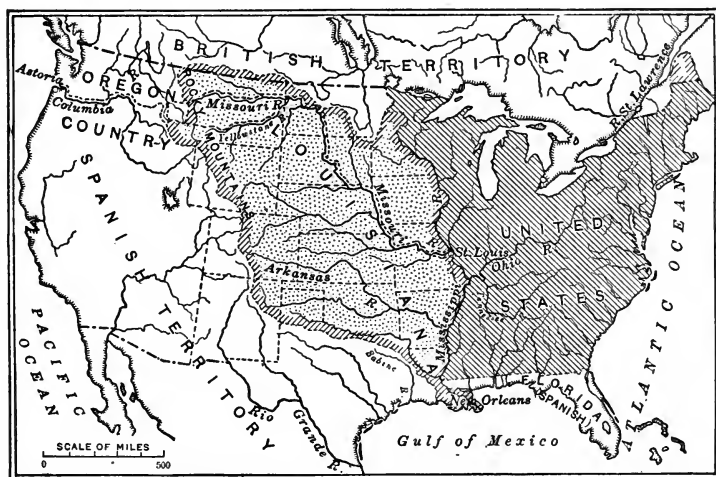 BRITISH TERRITORY
R. St. Lawrence
Astoria
OREGON
COUNTRY
Columbia
R.
ROCKY
MOUNTAINS
Missouri R.
Yellowstone
LOUISIANA
Missouri
R.
St. Louis
Ohio
R.
UNITED
STATES
SPANISH TERRITORY
Arkansas
R.
Mississippi
Sabine
R.
New Orleans
FLORIDA
(SPANISH)
Rio
Grande R.
PACIFIC
OCEAN
ATLANTIC OCEAN
Gulf of Mexico
SCALE OF MILES
0 500